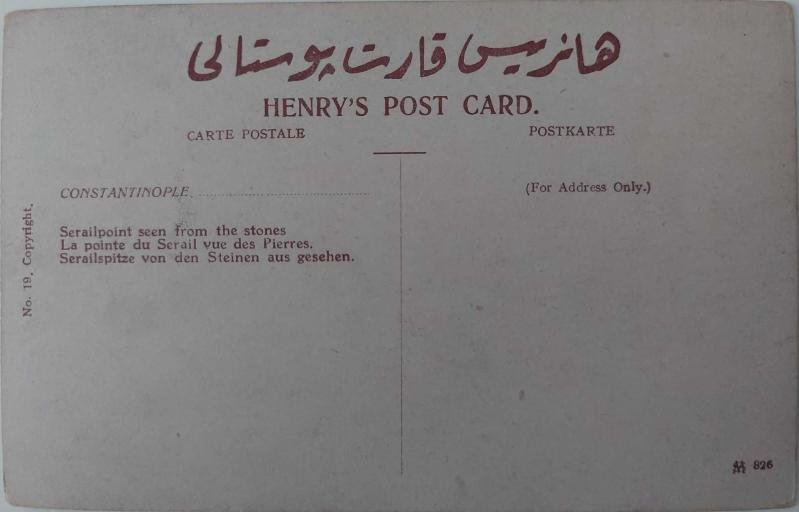 هانریس قارت پوستالی
HENRY'S POST CARD.
CARTE POSTALE
POSTKARTE
CONSTANTINOPLE
(For Address Only.)
Serailpoint seen from the stones
La pointe du Serail vue des Pierres.
Serailspitze von den Steinen aus gesehen.
No. 19. Copyright.
826